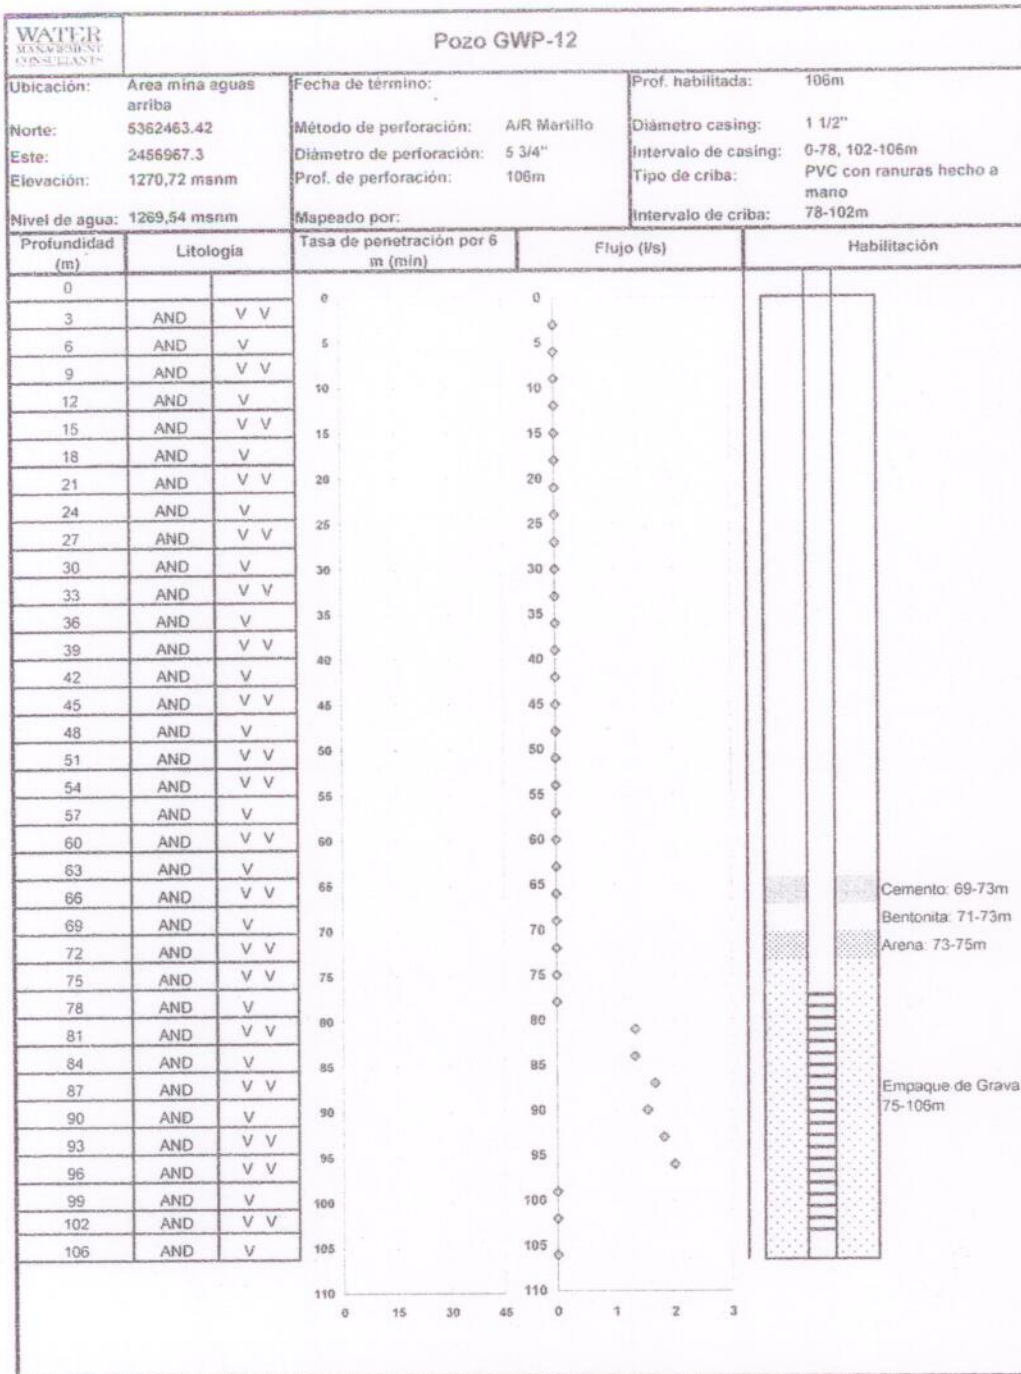 WATER
MANAGEMENT
CONSULTANTS
Pozo GWP-12
Ubicación: Area mina aguas arriba
Norte: 5362463.42
Este: 2456967.3
Elevación: 1270,72 msnm
Nivel de agua: 1269,54 msnm
Fecha de término:
Método de perforación: A/R Martillo
Diámetro de perforación: 5 3/4"
Prof. de perforación: 106m
Mapeado por:
Prof. habilitada: 106m
Diámetro casing: 1 1/2"
Intervalo de casing: 0-78, 102-106m
Tipo de criba: PVC con ranuras hecho a mano
Intervalo de criba: 78-102m
Profundidad (m) Litología Tasa de penetración por 6 m (min) Flujo (l/s) Habilitación
0
3 AND V V
6 AND V
9 AND V V
12 AND V
15 AND V V
18 AND V
21 AND V V
24 AND V
27 AND V V
30 AND V
33 AND V V
36 AND V
39 AND V V
42 AND V
45 AND V V
48 AND V
51 AND V V
54 AND V V
57 AND V
60 AND V V
63 AND V
66 AND V V
69 AND V
72 AND V V
75 AND V V
78 AND V
81 AND V V
84 AND V
87 AND V V
90 AND V
93 AND V V
96 AND V V
99 AND V
102 AND V V
106 AND V
0
5
10
15
20
25
30
35
40
45
50
55
60
65
70
75
80
85
90
95
100
105
110
0 15 30 45
0
5
10
15
20
25
30
35
40
45
50
55
60
65
70
75
80
85
90
95
100
105
110
0 1 2 3
Cemento: 69-73m
Bentonita: 71-73m
Arena: 73-75m
Empaque de Grava
75-106m